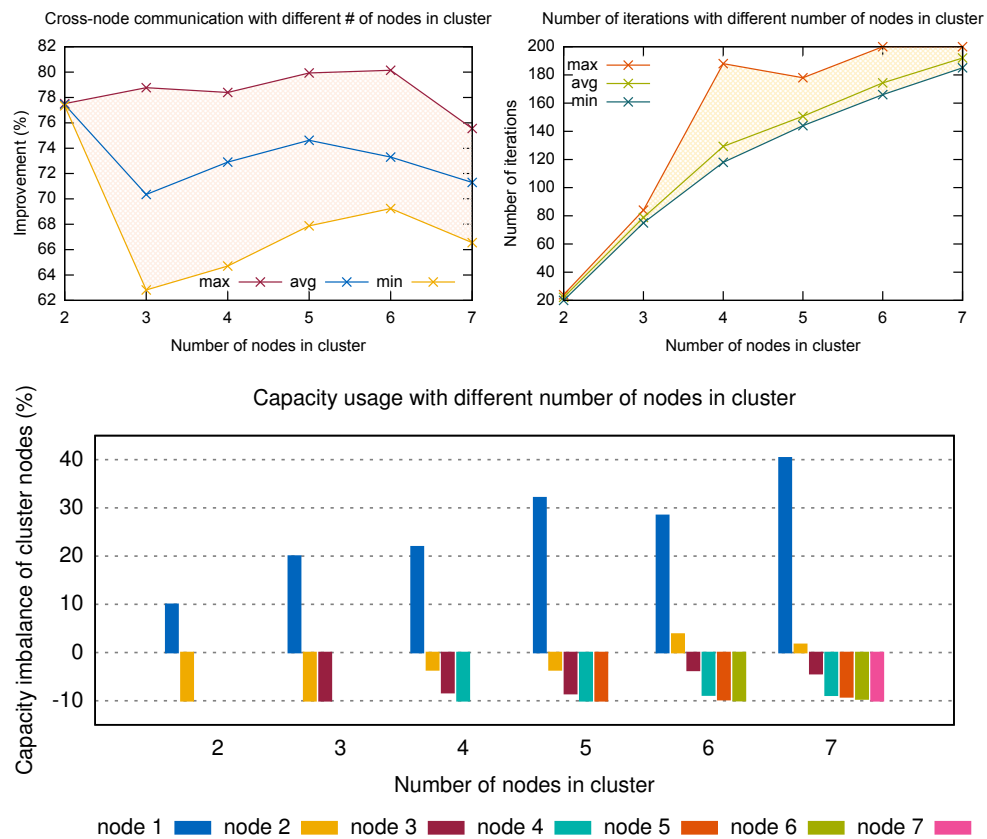 Cross-node communication with different # of nodes in cluster
82
80
78
76
74
72
70
68
66
64
62
Improvement (%)
max avg min
2 3 4 5 6 7
Number of nodes in cluster
Number of iterations with different number of nodes in cluster
200
180
160
140
120
100
80
60
40
20
Number of iterations
max
avg
min
2 3 4 5 6 7
Number of nodes in cluster
Capacity usage with different number of nodes in cluster
Capacity imbalance of cluster nodes (%)
40
30
20
10
0
-10
2 3 4 5 6 7
Number of nodes in cluster
node 1 node 2 node 3 node 4 node 5 node 6 node 7